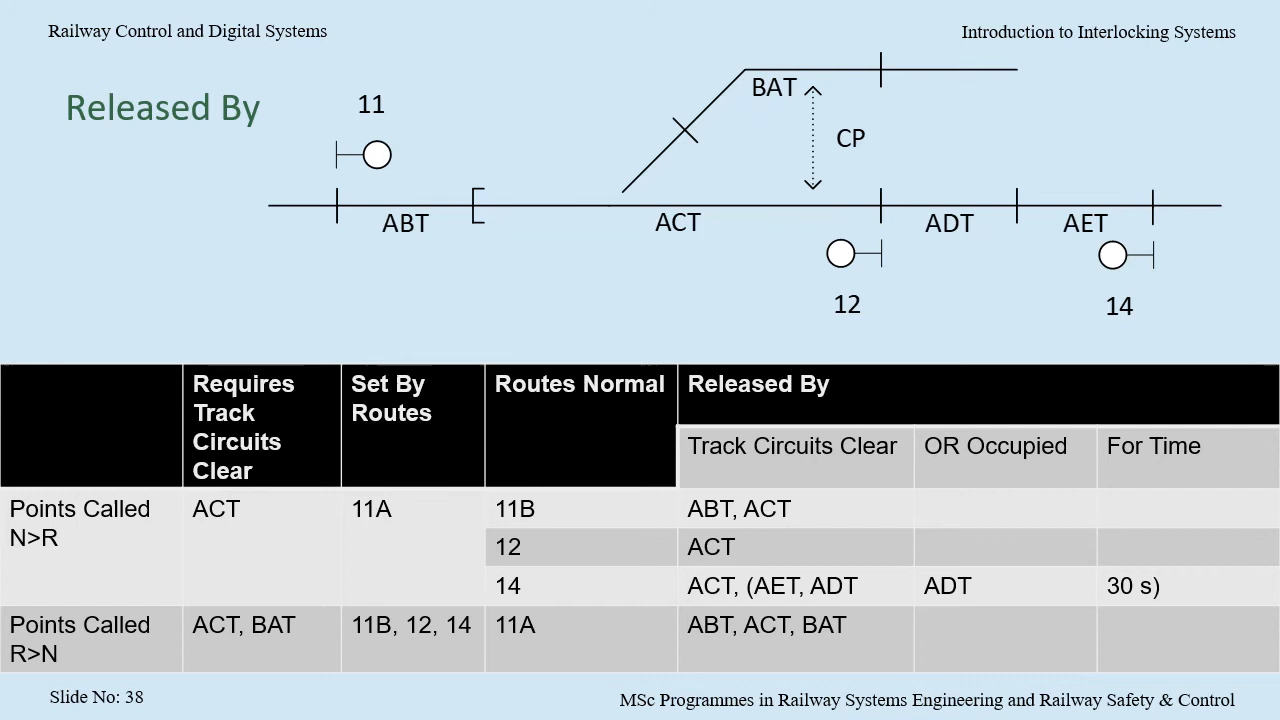 Railway Control and Digital Systems
Introduction to Interlocking Systems
Released By
11
BAT
CP
ABT
ACT
ADT
AET
12
14
Requires Track Circuits Clear
Set By Routes
Routes Normal
Released By
Track Circuits Clear
OR Occupied
For Time
Points Called N>R
ACT
11A
11B
ABT, ACT
12
ACT
14
ACT, (AET, ADT
ADT
30 s)
Points Called R>N
ACT, BAT
11B, 12, 14
11A
ABT, ACT, BAT
Slide No: 38
MSc Programmes in Railway Systems Engineering and Railway Safety & Control